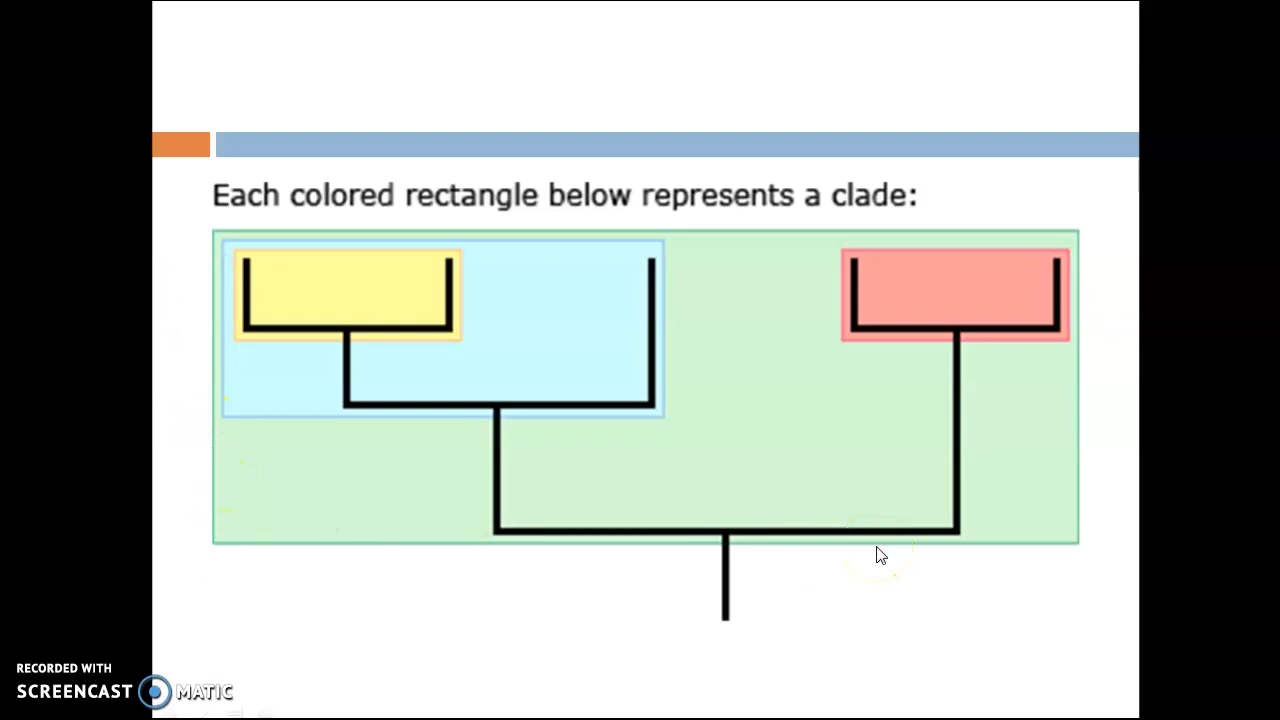 Each colored rectangle below represents a clade:
RECORDED WITH
SCREENCAST MATIC